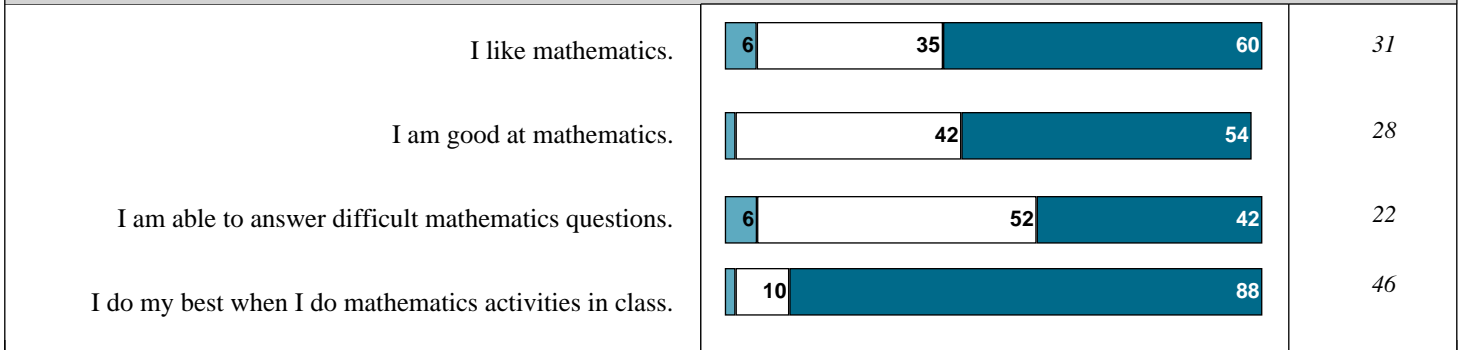 I like mathematics. 6 35 60 31
I am good at mathematics. 42 54 28
I am able to answer difficult mathematics questions. 6 52 42 22
I do my best when I do mathematics activities in class. 10 88 46